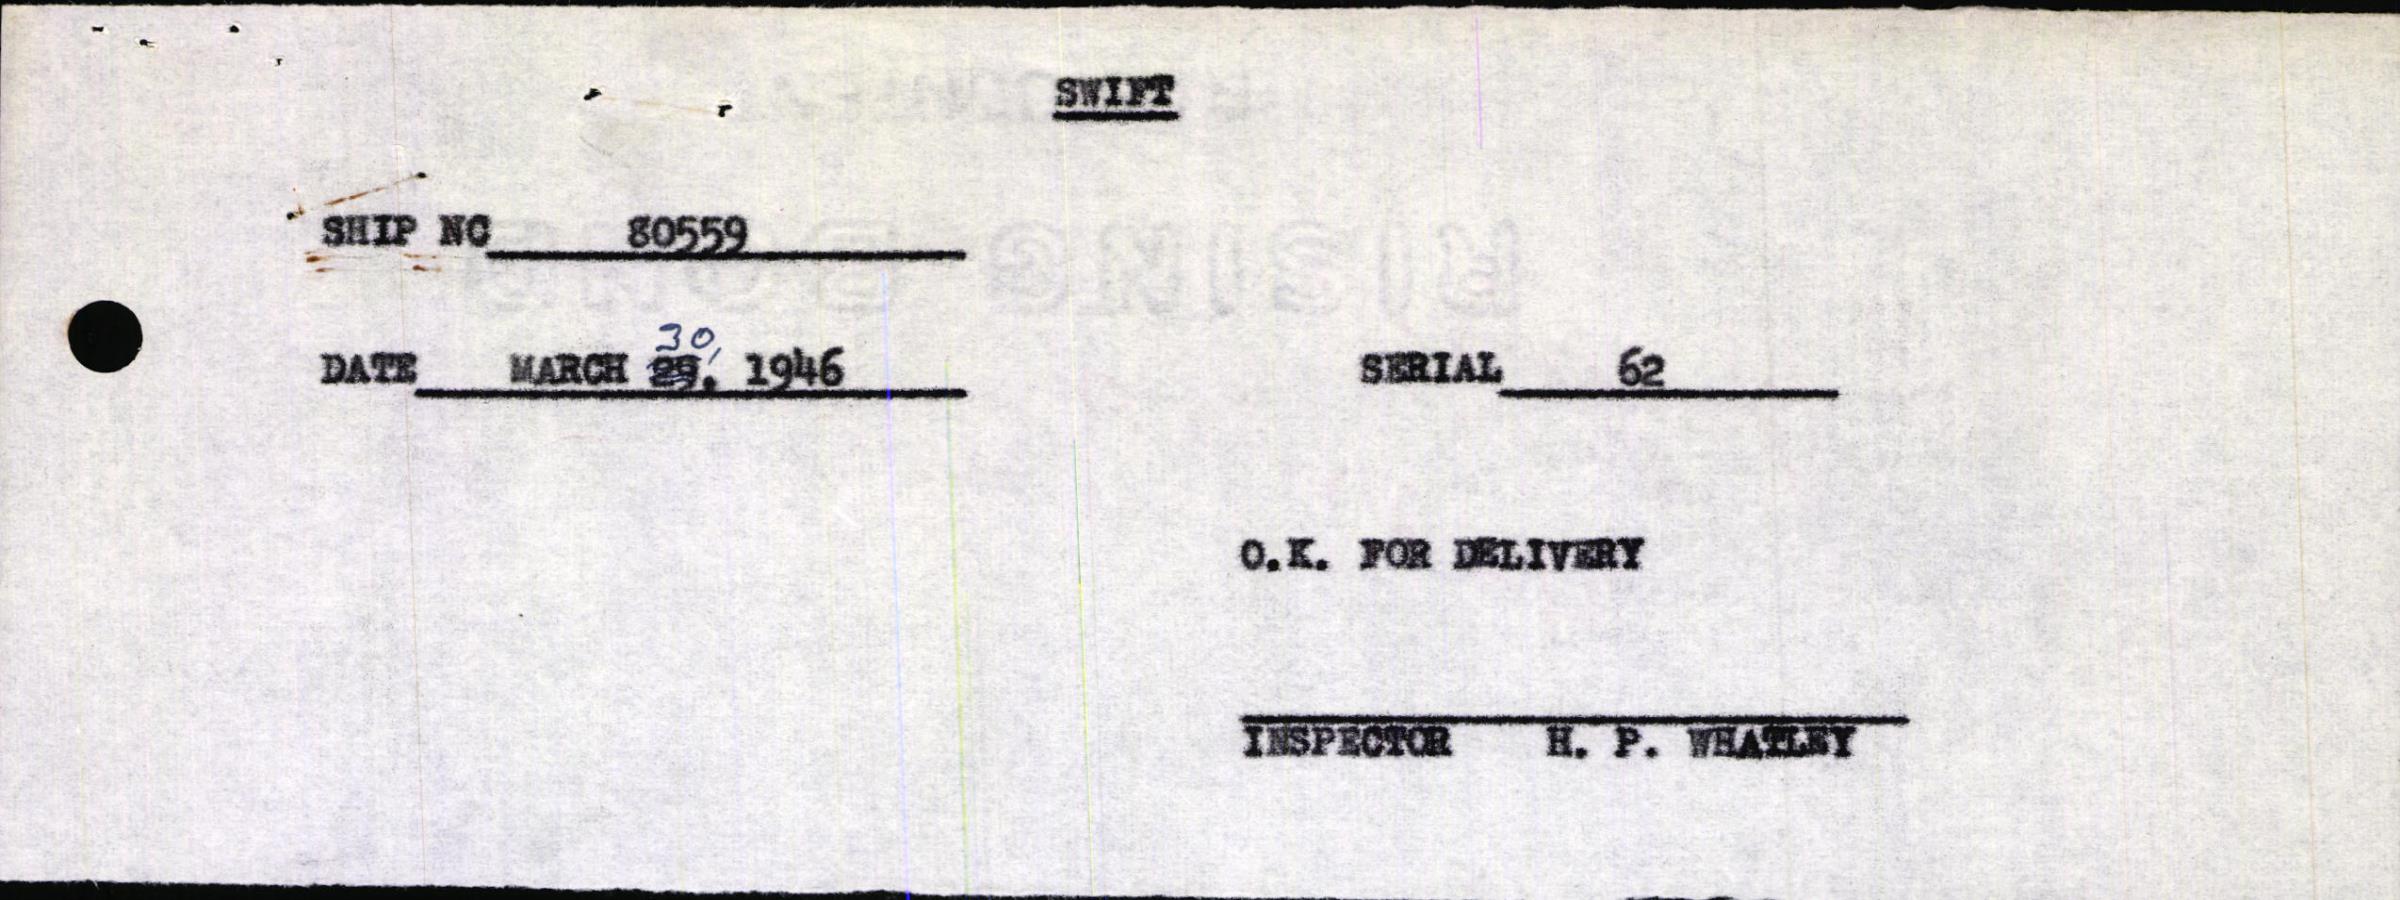 SWIFT
SHIP NO 80559
30,
DATE MARCH 29, 1946 SERIAL 62
O.K. FOR DELIVERY
INSPECTOR H. P. WHATLEY